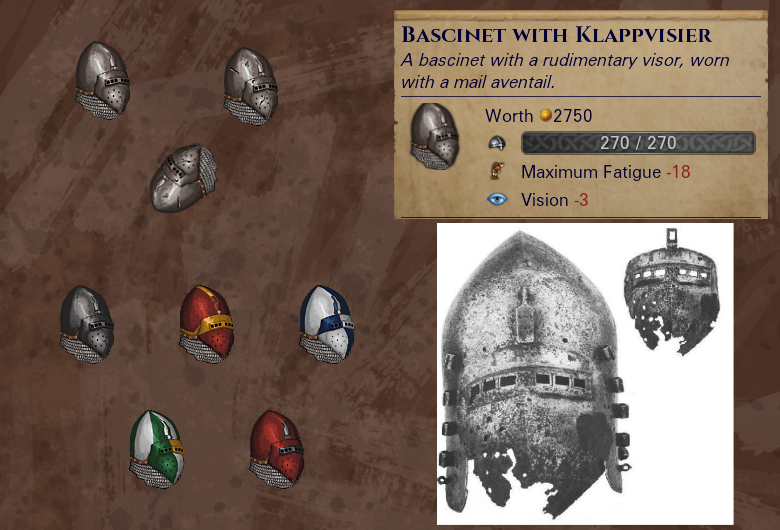 Bascinet with Klappvisier
A bascinet with a rudimentary visor, worn
with a mail aventail.
Worth 2750
270 / 270
Maximum Fatigue -18
Vision -3